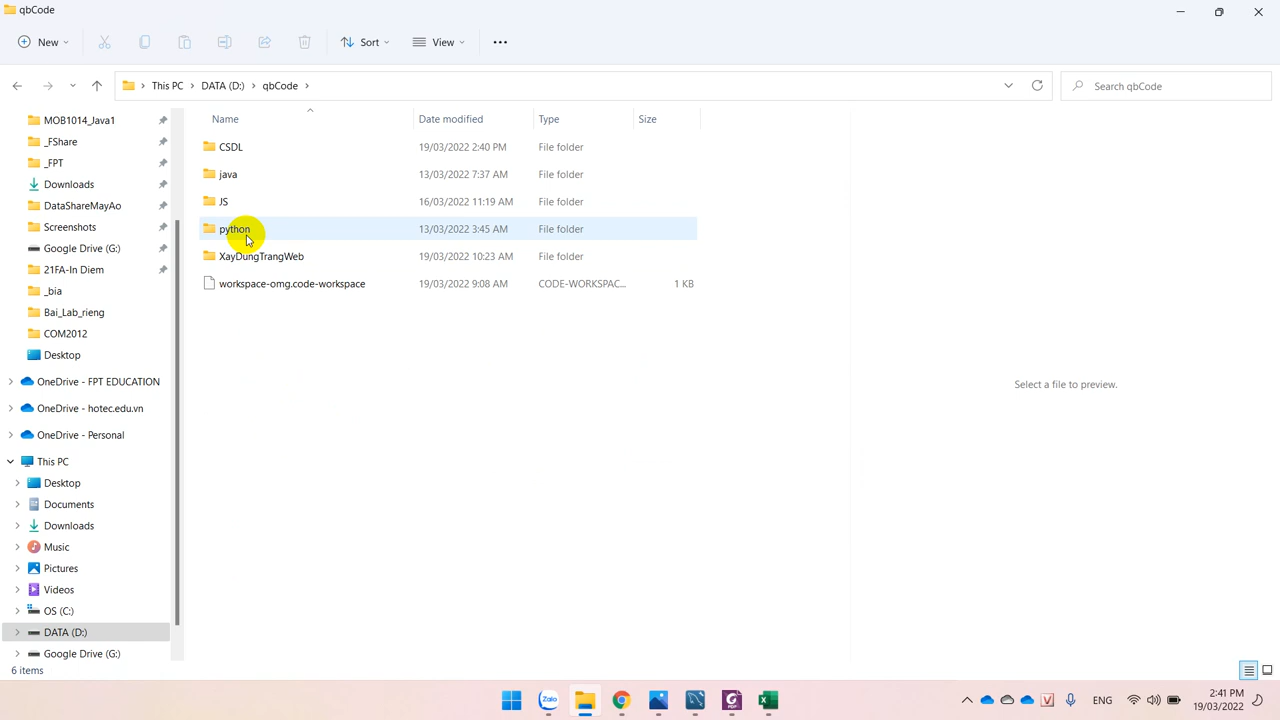 qbCode
New
Sort
View
This PC > DATA (D:) > qbCode >
Search qbCode
MOB1014_Java1
_FShare
_FPT
Downloads
DataShareMayAo
Screenshots
Google Drive (G:)
21FA-In Diem
_bia
Bai_Lab_rieng
COM2012
Desktop
OneDrive - FPT EDUCATION
OneDrive - hotec.edu.vn
OneDrive - Personal
This PC
Desktop
Documents
Downloads
Music
Pictures
Videos
OS (C:)
DATA (D:)
Google Drive (G:)
Name Date modified Type Size
CSDL 19/03/2022 2:40 PM File folder
java 13/03/2022 7:37 AM File folder
JS 16/03/2022 11:19 AM File folder
python 13/03/2022 3:45 AM File folder
XayDungTrangWeb 19/03/2022 10:23 AM File folder
workspace-omg.code-workspace 19/03/2022 9:08 AM CODE-WORKSPAC... 1 KB
Select a file to preview.
6 items
Zalo
PDF
V
ENG
2:41 PM
19/03/2022